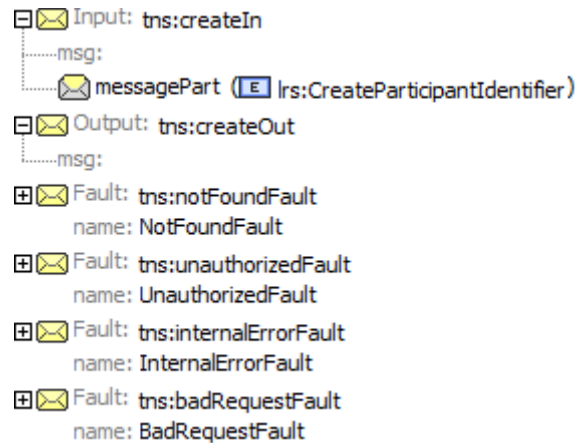 Input: tns:createIn
msg:
messagePart (E lrs:CreateParticipantIdentifier)
Output: tns:createOut
msg:
Fault: tns:notFoundFault
name: NotFoundFault
Fault: tns:unauthorizedFault
name: UnauthorizedFault
Fault: tns:internalErrorFault
name: InternalErrorFault
Fault: tns:badRequestFault
name: BadRequestFault